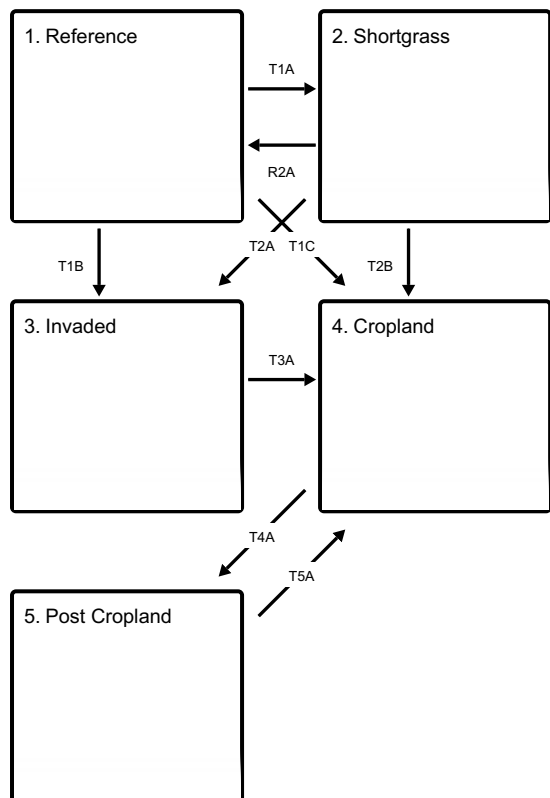 1. Reference
2. Shortgrass
T1A
R2A
T1B
T2A
T1C
T2B
3. Invaded
4. Cropland
T3A
T4A
T5A
5. Post Cropland